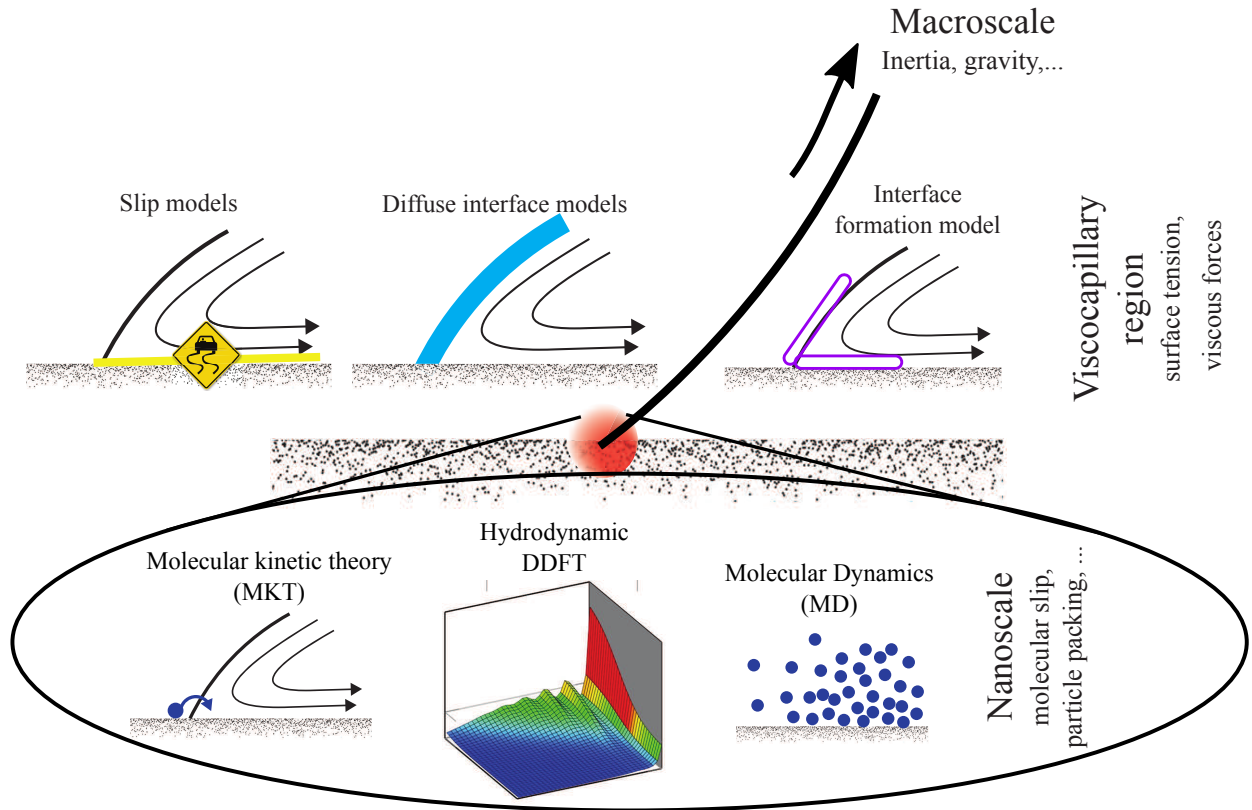 Macroscale
Inertia, gravity,...
Slip models
Diffuse interface models
Interface
formation model
Viscocapillary
region
surface tension,
viscous forces
Molecular kinetic theory
(MKT)
Hydrodynamic
DDFT
Molecular Dynamics
(MD)
Nanoscale
molecular slip,
particle packing, ...